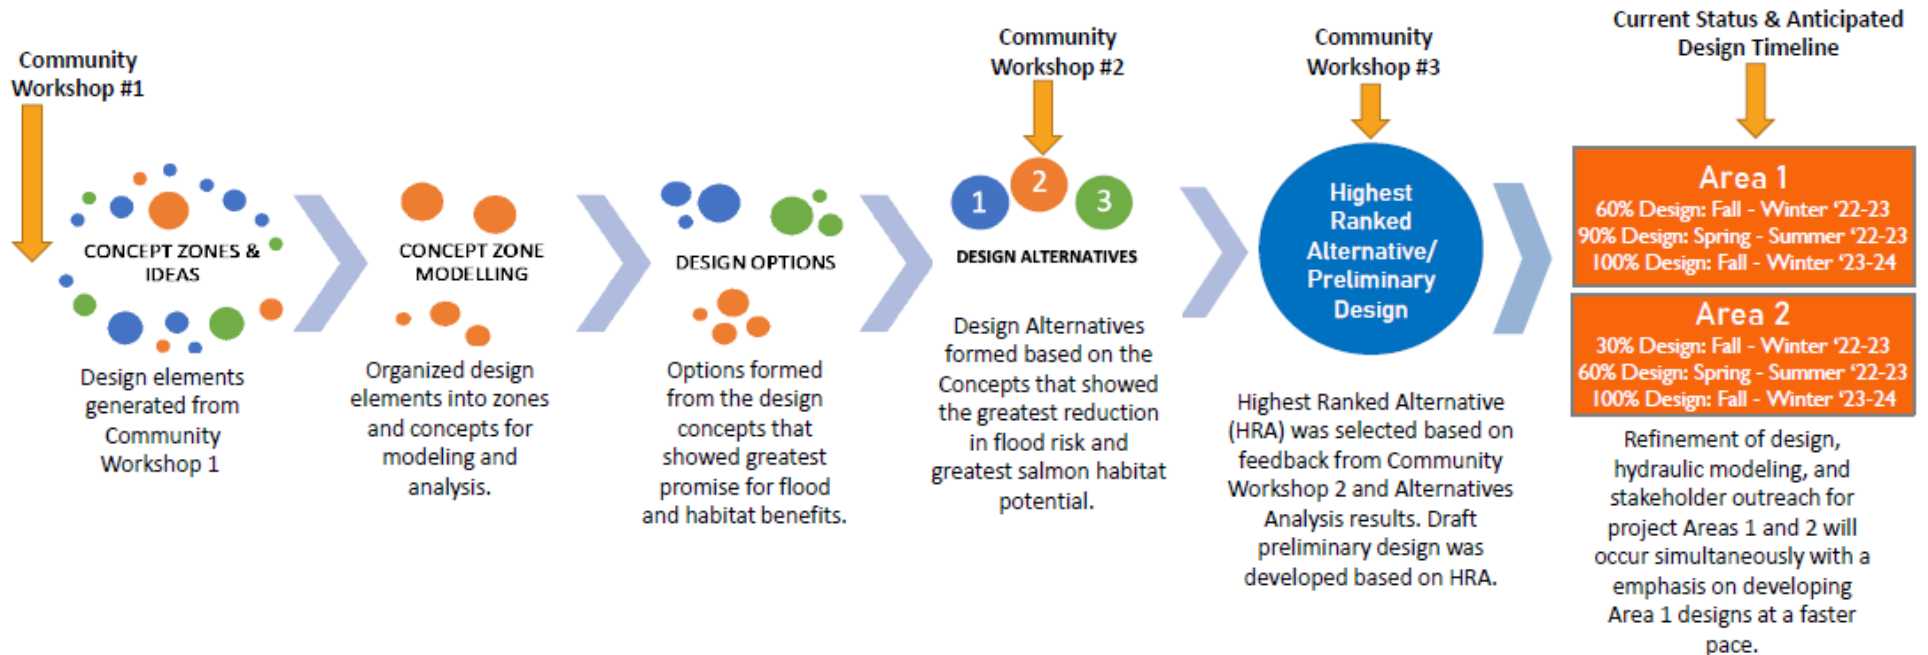 Community
Workshop #1
CONCEPT ZONES &
IDEAS
Design elements
generated from
Community
Workshop 1
CONCEPT ZONE
MODELLING
Organized design
elements into zones
and concepts for
modeling and
analysis.
DESIGN OPTIONS
Options formed
from the design
concepts that
showed greatest
promise for flood
and habitat benefits.
Community
Workshop #2
1
2
3
DESIGN ALTERNATIVES
Design Alternatives
formed based on the
Concepts that showed
the greatest reduction
in flood risk and
greatest salmon habitat
potential.
Community
Workshop #3
Highest
Ranked
Alternative/
Preliminary
Design
Highest Ranked Alternative
(HRA) was selected based on
feedback from Community
Workshop 2 and Alternatives
Analysis results. Draft
preliminary design was
developed based on HRA.
Current Status & Anticipated
Design Timeline
Area 1
60% Design: Fall - Winter ‘22-23
90% Design: Spring - Summer ‘22-23
100% Design: Fall - Winter ‘23-24
Area 2
30% Design: Fall - Winter ‘22-23
60% Design: Spring - Summer ‘22-23
100% Design: Fall - Winter ‘23-24
Refinement of design,
hydraulic modeling, and
stakeholder outreach for
project Areas 1 and 2 will
occur simultaneously with a
emphasis on developing
Area 1 designs at a faster
pace.